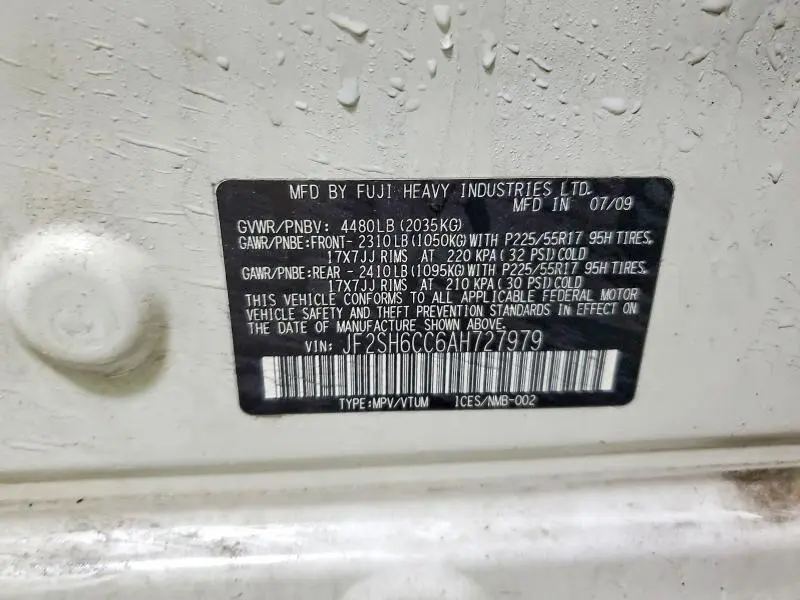 MFD BY FUJI HEAVY INDUSTRIES LTD.
MFD IN 07/09
GVWR/PNBV: 4480LB (2035KG)
GAWR/PNBE:FRONT- 2310LB(1050KG)WITH P225/55R17 95H TIRES,
17X7JJ RIMS AT 220 KPA(32 PSI)COLD
GAWR/PNBE:REAR - 2410LB(1095KG)WITH P225/55R17 95H TIRES,
17X7JJ RIMS AT 210 KPA(30 PSI)COLD
THIS VEHICLE CONFORMS TO ALL APPLICABLE FEDERAL MOTOR
VEHICLE SAFETY AND THEFT PREVENTION STANDARDS IN EFFECT ON
THE DATE OF MANUFACTURE SHOWN ABOVE.
VIN: JF2SH6CC6AH727979
TYPE:MPV/VTUM ICES/NMB-002